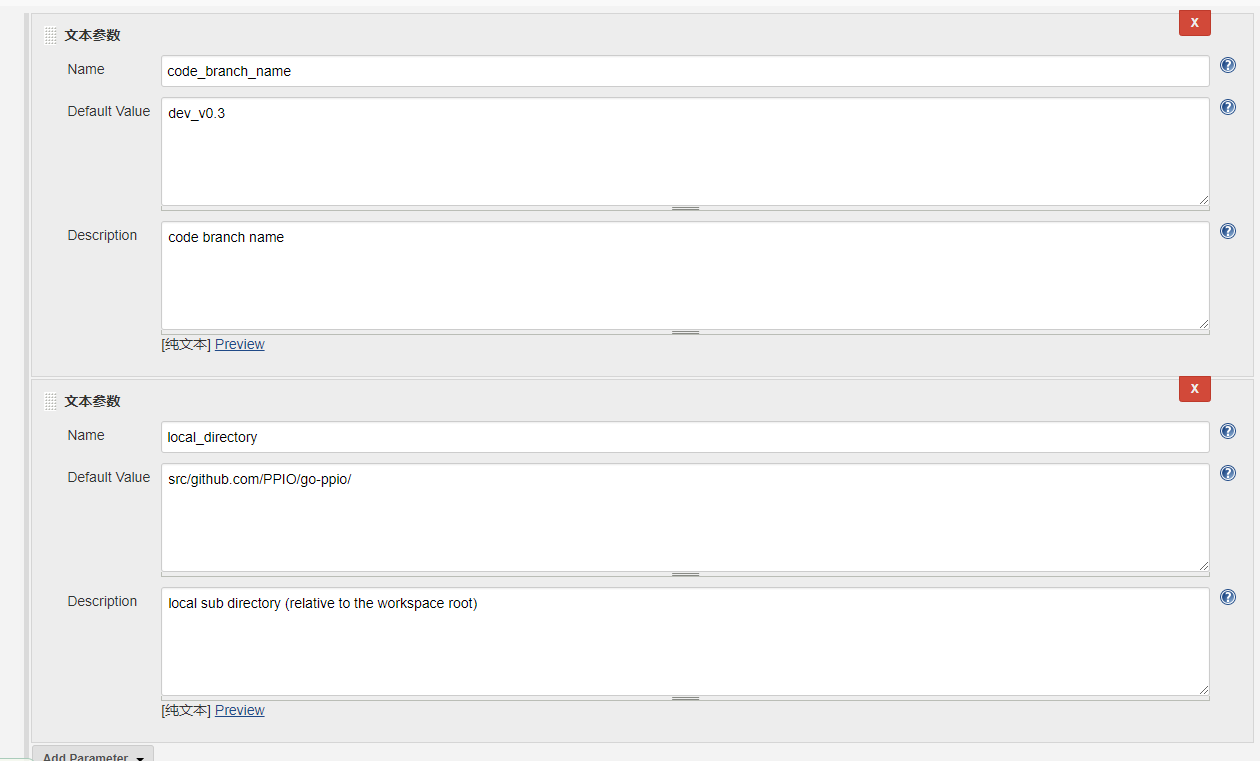 X
文本参数
Name
code_branch_name
Default Value
dev_v0.3
Description
code branch name
[纯文本] Preview
X
文本参数
Name
local_directory
Default Value
src/github.com/PPIO/go-ppio/
Description
local sub directory (relative to the workspace root)
[纯文本] Preview
Add Parameter